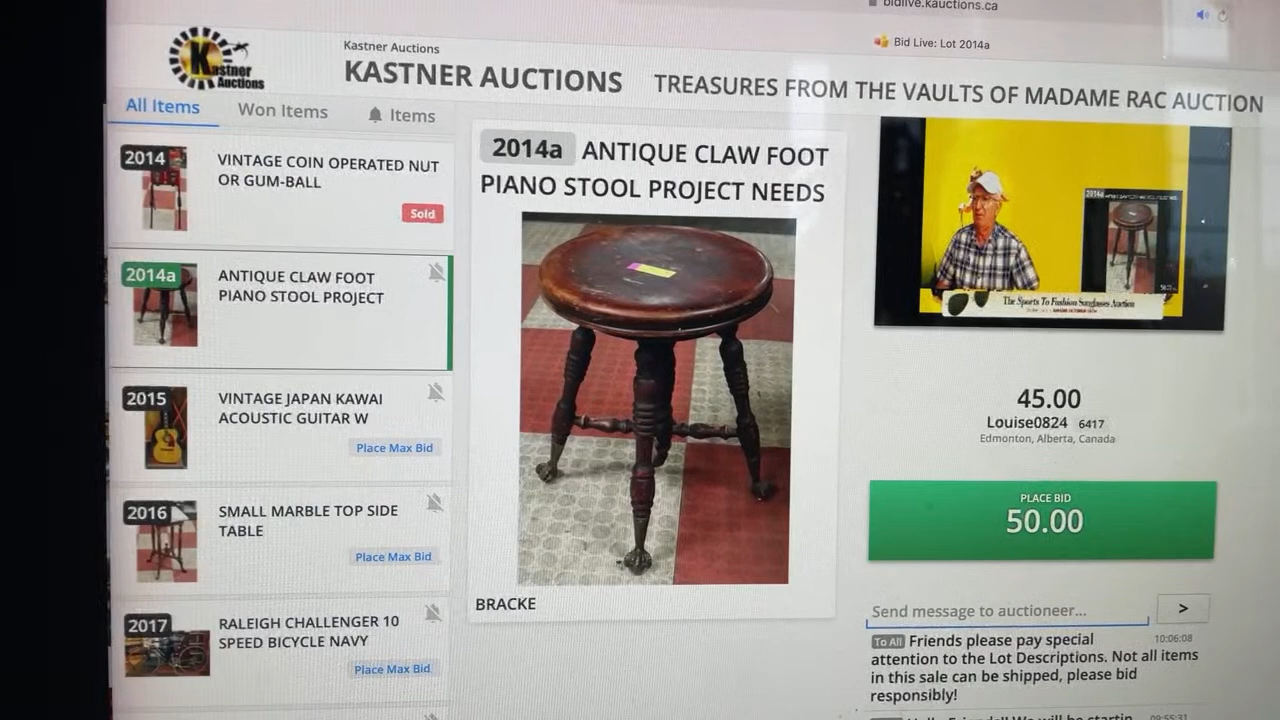 bidlive.kauctions.ca
Bid Live: Lot 2014a
Kastner
Auctions
Kastner Auctions
KASTNER AUCTIONS
TREASURES FROM THE VAULTS OF MADAME RAC AUCTION
All Items
Won Items
Items
2014
VINTAGE COIN OPERATED NUT
OR GUM-BALL
Sold
2014a
ANTIQUE CLAW FOOT
PIANO STOOL PROJECT
2015
VINTAGE JAPAN KAWAI
ACOUSTIC GUITAR W
Place Max Bid
2016
SMALL MARBLE TOP SIDE
TABLE
Place Max Bid
2017
RALEIGH CHALLENGER 10
SPEED BICYCLE NAVY
Place Max Bid
2014a ANTIQUE CLAW FOOT
PIANO STOOL PROJECT NEEDS
BRACKE
2014a
The Sports To Fashion Sunglasses Auction
45.00
Louise0824 6417
Edmonton, Alberta, Canada
PLACE BID
50.00
Send message to auctioneer...
>
To All Friends please pay special 10:06:08
attention to the Lot Descriptions. Not all items
in this sale can be shipped, please bid
responsibly!